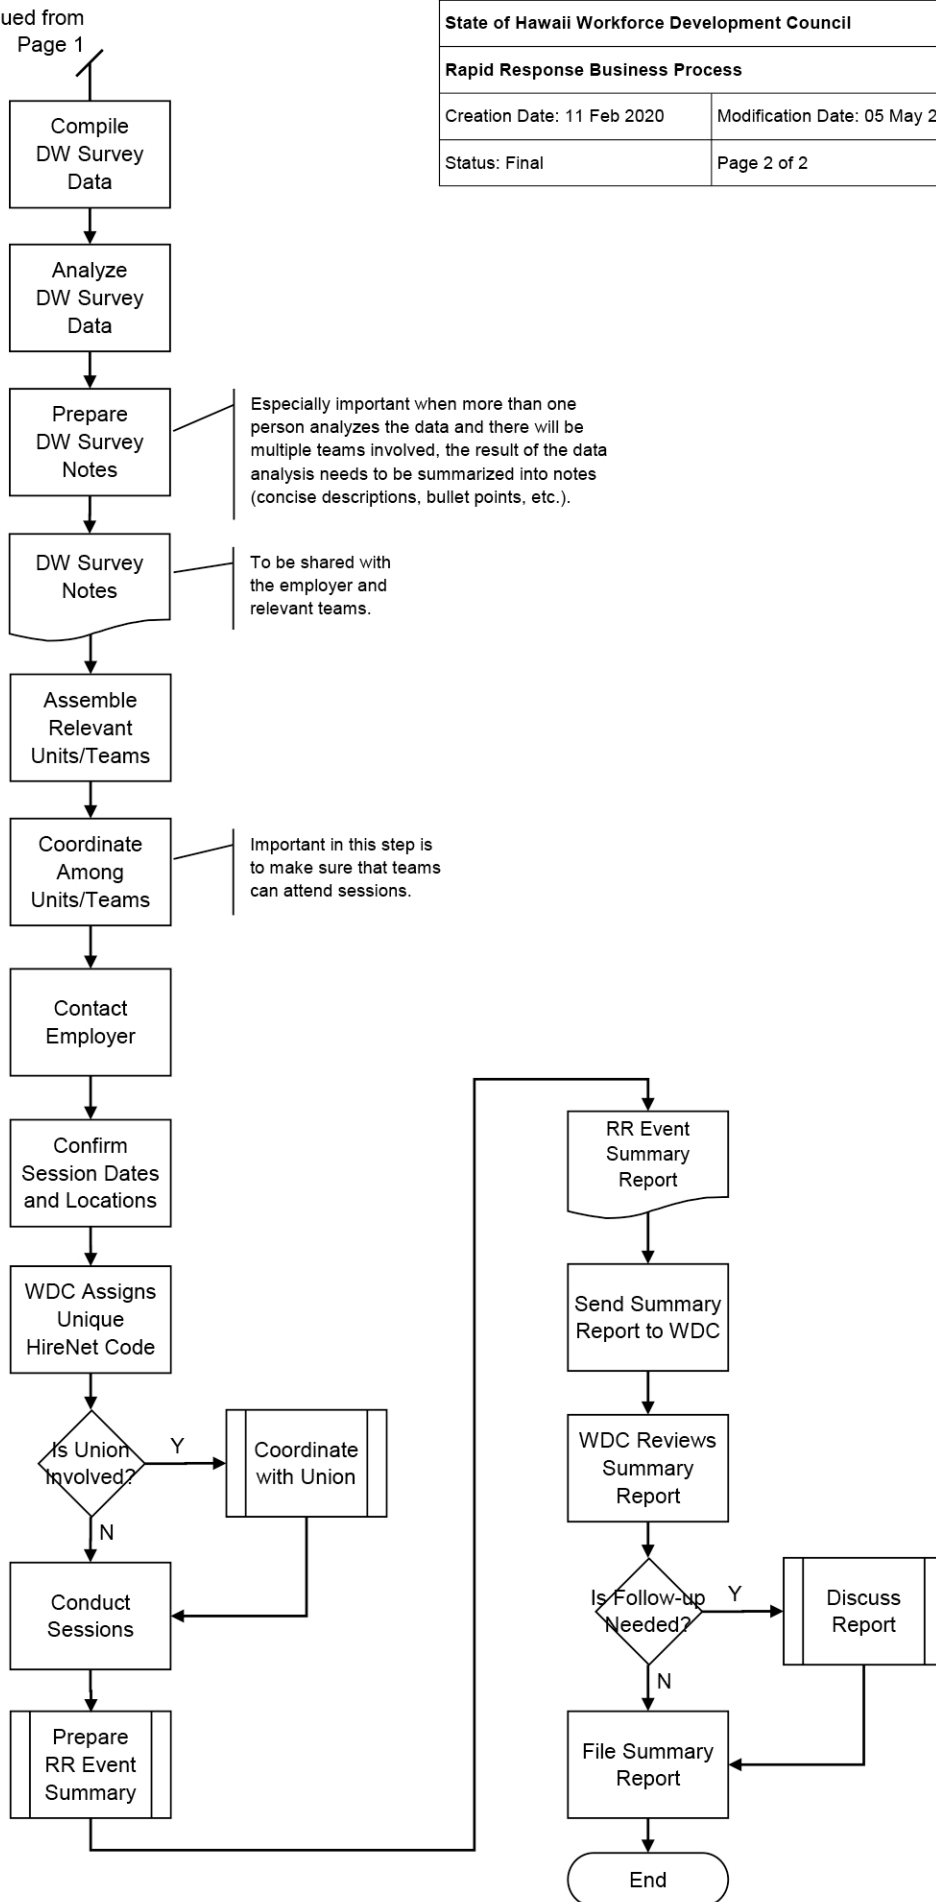 ued from
Page 1
State of Hawaii Workforce Development Council
Rapid Response Business Process
Creation Date: 11 Feb 2020
Modification Date: 05 May 2
Status: Final
Page 2 of 2
Compile
DW Survey
Data
Analyze
DW Survey
Data
Prepare
DW Survey
Notes
Especially important when more than one
person analyzes the data and there will be
multiple teams involved, the result of the data
analysis needs to be summarized into notes
(concise descriptions, bullet points, etc.).
DW Survey
Notes
To be shared with
the employer and
relevant teams.
Assemble
Relevant
Units/Teams
Coordinate
Among
Units/Teams
Important in this step is
to make sure that teams
can attend sessions.
Contact
Employer
Confirm
Session Dates
and Locations
WDC Assigns
Unique
HireNet Code
Is Union
Involved?
Y
Coordinate
with Union
N
Conduct
Sessions
Prepare
RR Event
Summary
RR Event
Summary
Report
Send Summary
Report to WDC
WDC Reviews
Summary
Report
Is Follow-up
Needed?
Y
Discuss
Report
N
File Summary
Report
End